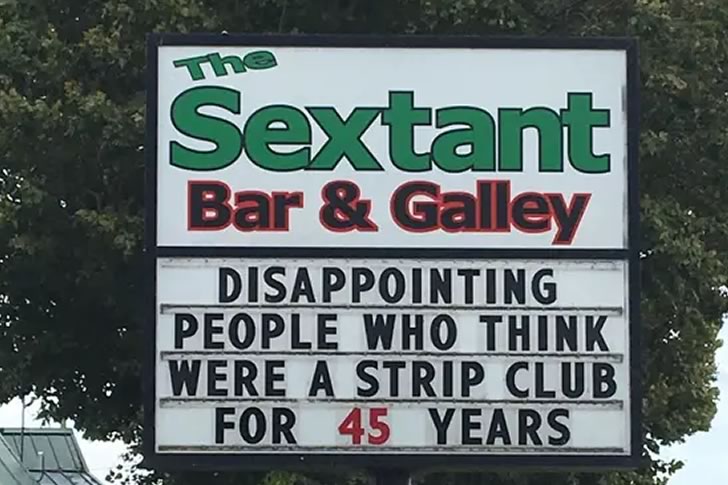 The
Sextant
Bar & Galley
DISAPPOINTING
PEOPLE WHO THINK
WERE A STRIP CLUB
FOR 45 YEARS